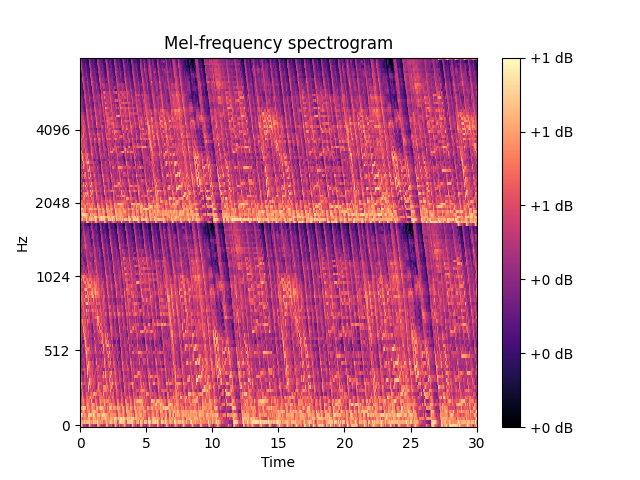 Mel-frequency spectrogram
Hz
4096
2048
1024
512
0
0 5 10 15 20 25 30
Time
+1 dB
+1 dB
+1 dB
+0 dB
+0 dB
+0 dB